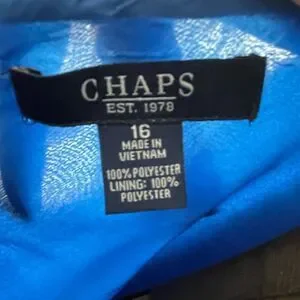 CHAPS
EST. 1978
16
MADE IN
VIETNAM
100% POLYESTER
LINING: 100%
POLYESTER